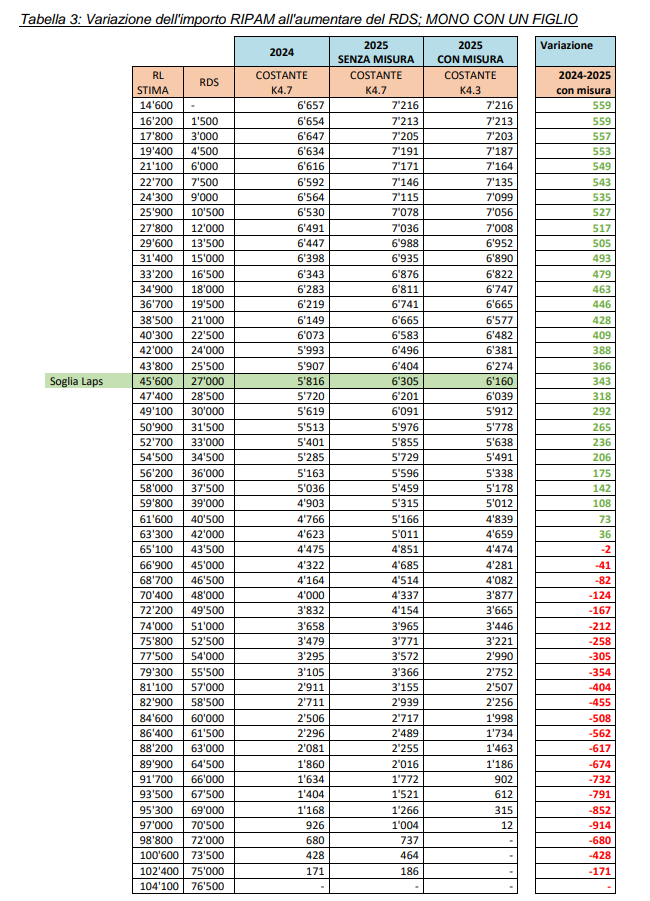 Tabella 3: Variazione dell'importo RIPAM all'aumentare del RDS; MONO CON UN FIGLIO
2024 2025 SENZA MISURA 2025 CON MISURA Variazione
RL STIMA RDS COSTANTE K4.7 COSTANTE K4.7 COSTANTE K4.3 2024-2025 con misura
14'600 - 6'657 7'216 7'216 559
16'200 1'500 6'654 7'213 7'213 559
17'800 3'000 6'647 7'205 7'203 557
19'400 4'500 6'634 7'191 7'187 553
21'100 6'000 6'616 7'171 7'164 549
22'700 7'500 6'592 7'146 7'135 543
24'300 9'000 6'564 7'115 7'099 535
25'900 10'500 6'530 7'078 7'056 527
27'800 12'000 6'491 7'036 7'008 517
29'600 13'500 6'447 6'988 6'952 505
31'400 15'000 6'398 6'935 6'890 493
33'200 16'500 6'343 6'876 6'822 479
34'900 18'000 6'283 6'811 6'747 463
36'700 19'500 6'219 6'741 6'665 446
38'500 21'000 6'149 6'665 6'577 428
40'300 22'500 6'073 6'583 6'482 409
42'000 24'000 5'993 6'496 6'381 388
43'800 25'500 5'907 6'404 6'274 366
Soglia Laps 45'600 27'000 5'816 6'305 6'160 343
47'400 28'500 5'720 6'201 6'039 318
49'100 30'000 5'619 6'091 5'912 292
50'900 31'500 5'513 5'976 5'778 265
52'700 33'000 5'401 5'855 5'638 236
54'500 34'500 5'285 5'729 5'491 206
56'200 36'000 5'163 5'596 5'338 175
58'000 37'500 5'036 5'459 5'178 142
59'800 39'000 4'903 5'315 5'012 108
61'600 40'500 4'766 5'166 4'839 73
63'300 42'000 4'623 5'011 4'659 36
65'100 43'500 4'475 4'851 4'474 -2
66'900 45'000 4'322 4'685 4'281 -41
68'700 46'500 4'164 4'514 4'082 -82
70'400 48'000 4'000 4'337 3'877 -124
72'200 49'500 3'832 4'154 3'665 -167
74'000 51'000 3'658 3'965 3'446 -212
75'800 52'500 3'479 3'771 3'221 -258
77'500 54'000 3'295 3'572 2'990 -305
79'300 55'500 3'105 3'366 2'752 -354
81'100 57'000 2'911 3'155 2'507 -404
82'900 58'500 2'711 2'939 2'256 -455
84'600 60'000 2'506 2'717 1'998 -508
86'400 61'500 2'296 2'489 1'734 -562
88'200 63'000 2'081 2'255 1'463 -617
89'900 64'500 1'860 2'016 1'186 -674
91'700 66'000 1'634 1'772 902 -732
93'500 67'500 1'404 1'521 612 -791
95'300 69'000 1'168 1'266 315 -852
97'000 70'500 926 1'004 12 -914
98'800 72'000 680 737 - -680
100'600 73'500 428 464 - -428
102'400 75'000 171 186 - -171
104'100 76'500 - - - -